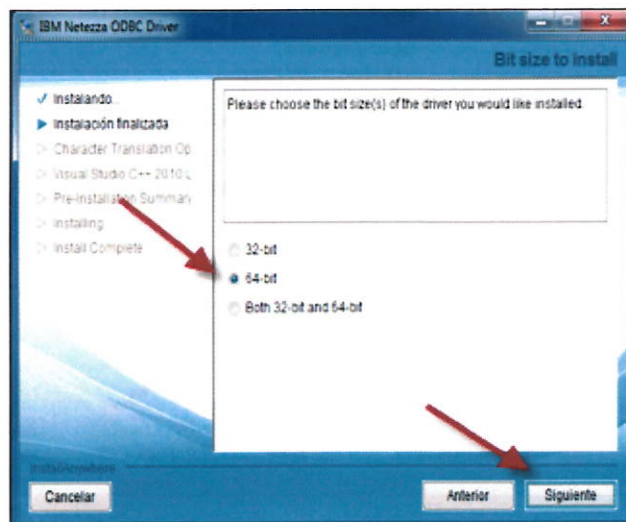 IBM Netezza ODBC Driver
Bit size to install
Instalando...
Instalación finalizada
Character Translation Op
Visual Studio C++ 2010 L
Pre-Installation Summary
Installing
Install Complete
Please choose the bit size(s) of the driver you would like installed.
32-bit
64-bit
Both 32-bit and 64-bit
InstallAnywhere
Cancelar
Anterior
Siguiente